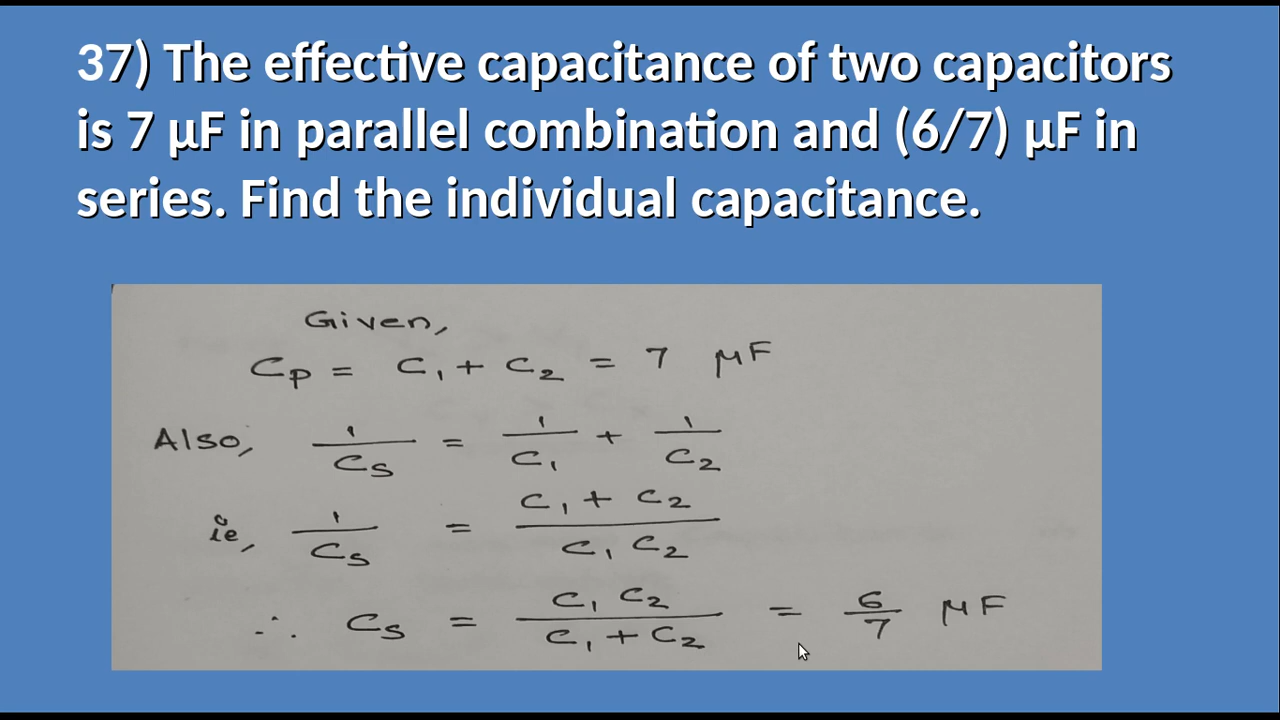 37) The effective capacitance of two capacitors
is 7 µF in parallel combination and (6/7) µF in
series. Find the individual capacitance.
Given,
Cp = C₁ + C₂ = 7 µF
Also, 1/Cs = 1/C₁ + 1/C₂
ie, 1/Cs = (C₁ + C₂)/(C₁ C₂)
∴ Cs = (C₁ C₂)/(C₁ + C₂) = 6/7 µF